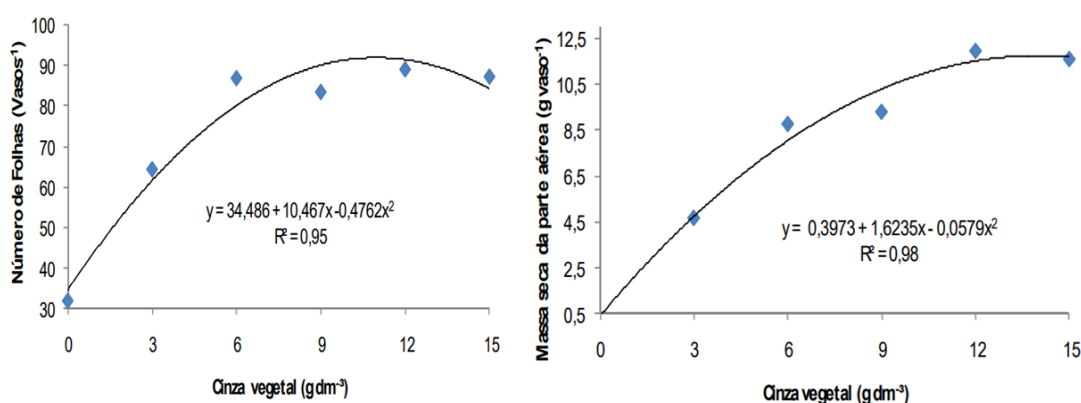 Número de Folhas (Vasos⁻¹)
100
90
80
70
60
50
40
30
0 3 6 9 12 15
y = 34,486 + 10,467x -0,4762x²
R² = 0,95
Cinza vegetal (g dm⁻³)
Massa seca da parte aérea (g vaso⁻¹)
12,5
10,5
8,5
6,5
4,5
2,5
0,5
0 3 6 9 12 15
y = 0,3973 + 1,6235x - 0,0579x²
R² = 0,98
Cinza vegetal (g dm⁻³)